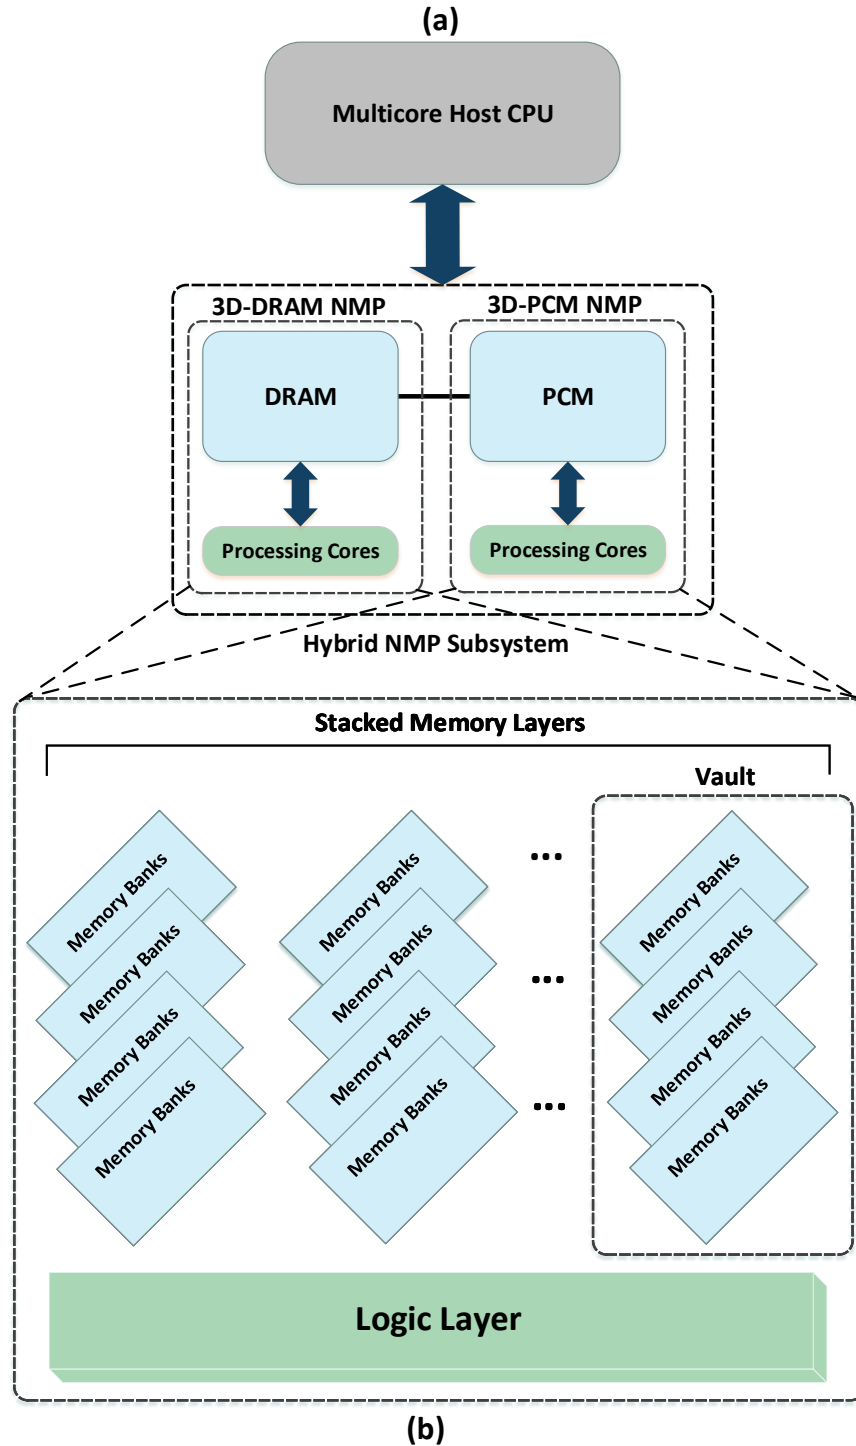 (a)
Multicore Host CPU
3D-DRAM NMP
3D-PCM NMP
DRAM
PCM
Processing Cores
Processing Cores
Hybrid NMP Subsystem
Stacked Memory Layers
Vault
Memory Banks
Memory Banks
...
Memory Banks
Memory Banks
Memory Banks
...
Memory Banks
Memory Banks
Memory Banks
Memory Banks
Memory Banks
Memory Banks
...
Memory Banks
Logic Layer
(b)